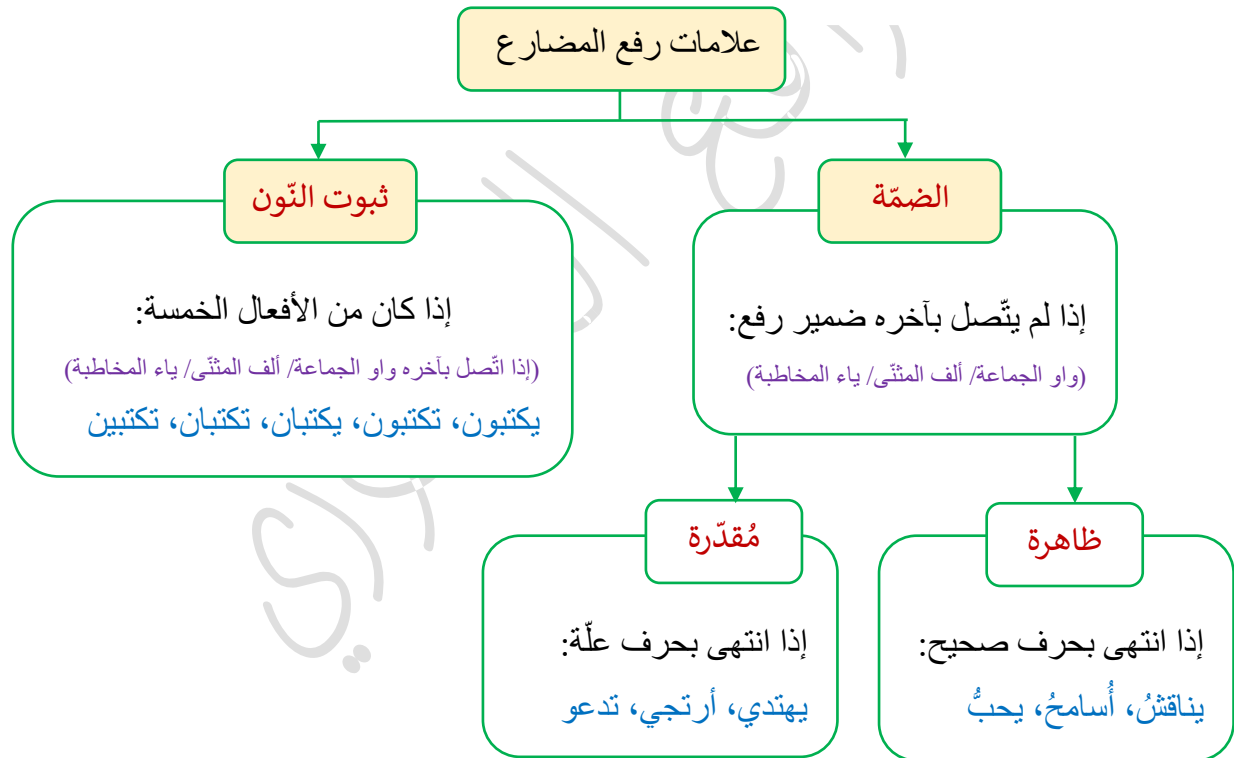 علامات رفع المضارع
الضمّة
إذا لم يتّصل بآخره ضمير رفع:
(واو الجماعة/ ألف المثنّى/ ياء المخاطبة)
ثبوت النّون
إذا كان من الأفعال الخمسة:
(إذا اتّصل بآخره واو الجماعة/ ألف المثنّى/ ياء المخاطبة)
يكتبون، تكتبون، يكتبان، تكتبان، تكتبين
ظاهرة
إذا انتهى بحرف صحيح:
يناقشُ، أُسامحُ، يحبُّ
مُقدّرة
إذا انتهى بحرف علّة:
يهتدي، أرتجي، تدعو